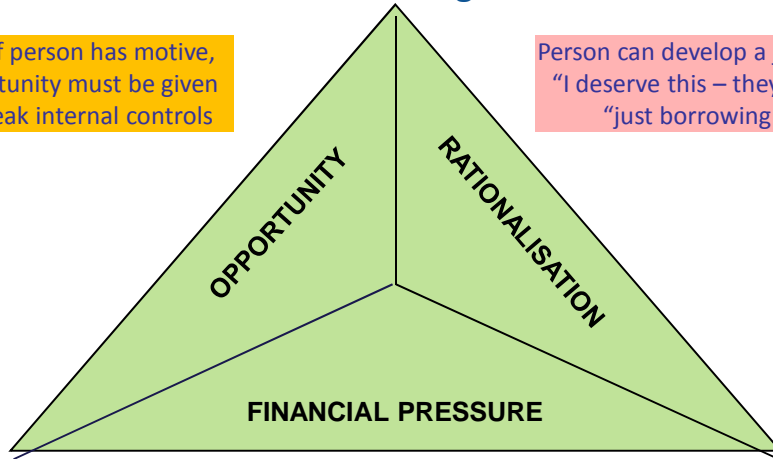 f person has motive,
tunity must be given
eak internal controls
Person can develop a
"I deserve this – they
"just borrowing
OPPORTUNITY
RATIONALISATION
FINANCIAL PRESSURE